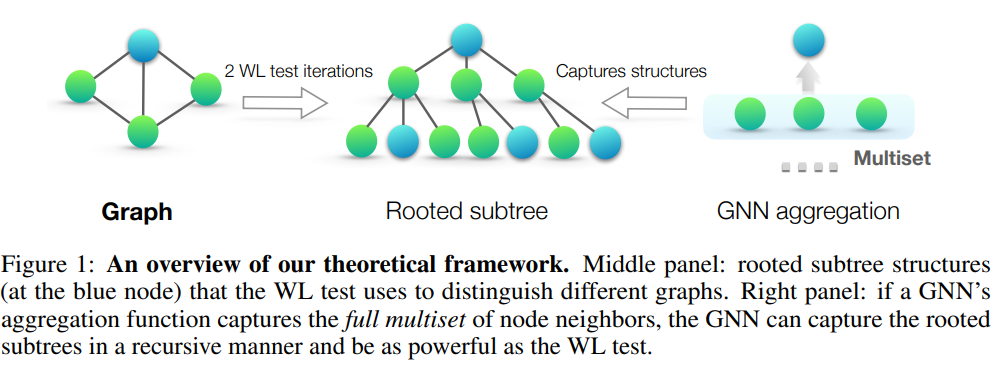 2 WL test iterations
Captures structures
Multiset
Graph
Rooted subtree
GNN aggregation
Figure 1: An overview of our theoretical framework. Middle panel: rooted subtree structures
(at the blue node) that the WL test uses to distinguish different graphs. Right panel: if a GNN's
aggregation function captures the full multiset of node neighbors, the GNN can capture the rooted
subtrees in a recursive manner and be as powerful as the WL test.